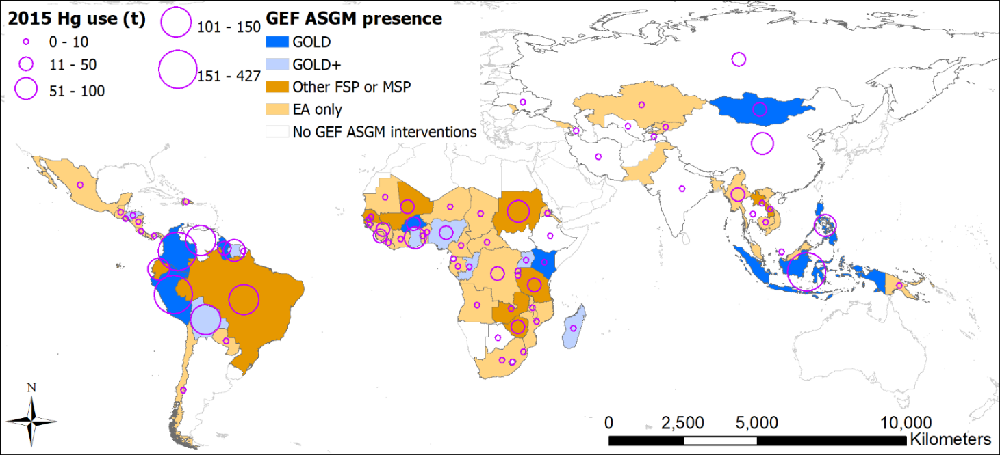 2015 Hg use (t)
0 - 10
11 - 50
51 - 100
101 - 150
151 - 427
GEF ASGM presence
GOLD
GOLD+
Other FSP or MSP
EA only
No GEF ASGM interventions
N
0 2,500 5,000 10,000
Kilometers